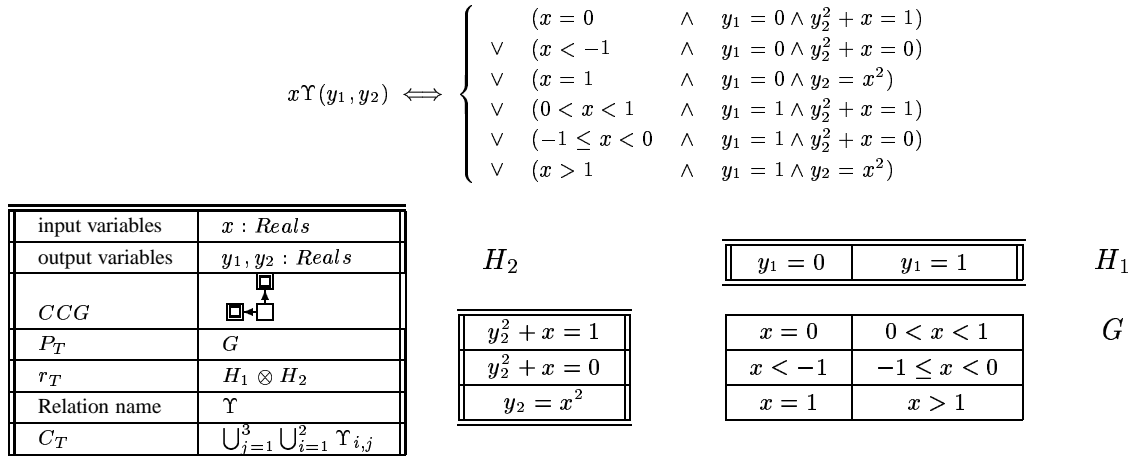 (x = 0 ∧ y₁ = 0 ∧ y₂² + x = 1)
∨ (x < −1 ∧ y₁ = 0 ∧ y₂² + x = 0)
∨ (x = 1 ∧ y₁ = 0 ∧ y₂ = x²)
xϒ(y₁, y₂) ⟺
∨ (0 < x < 1 ∧ y₁ = 1 ∧ y₂² + x = 1)
∨ (−1 ≤ x < 0 ∧ y₁ = 1 ∧ y₂² + x = 0)
∨ (x > 1 ∧ y₁ = 1 ∧ y₂ = x²)
input variables x : Reals
output variables y₁, y₂ : Reals
CCG
P_T G
r_T H₁ ⊗ H₂
Relation name ϒ
C_T ⋃³ⱼ₌₁ ⋃²ᵢ₌₁ ϒᵢ,ⱼ
H₂
y₂² + x = 1
y₂² + x = 0
y₂ = x²
y₁ = 0 y₁ = 1 H₁
x = 0 0 < x < 1 G
x < −1 −1 ≤ x < 0
x = 1 x > 1